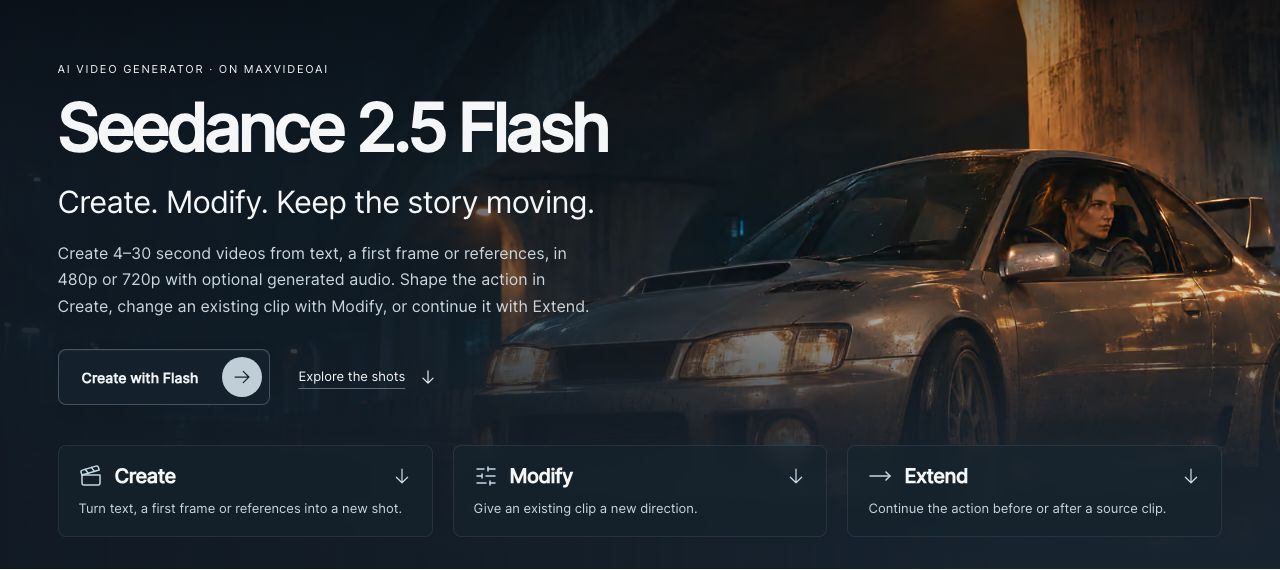 AI VIDEO GENERATOR · ON MAXVIDEOAI
Seedance 2.5 Flash
Create. Modify. Keep the story moving.
Create 4–30 second videos from text, a first frame or references, in
480p or 720p with optional generated audio. Shape the action in
Create, change an existing clip with Modify, or continue it with Extend.
Create with Flash
Explore the shots
Create
Turn text, a first frame or references into a new shot.
Modify
Give an existing clip a new direction.
Extend
Continue the action before or after a source clip.